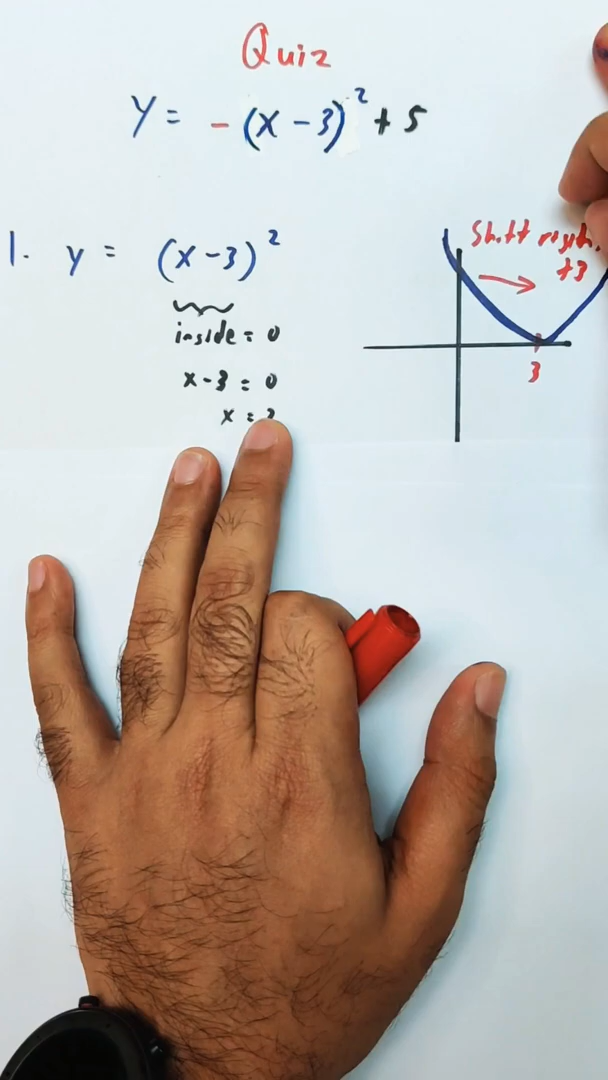 Quiz
y = - (x - 3)² + 5
1. y = (x - 3)²
inside = 0
x - 3 = 0
x =
Shift right
+3
3